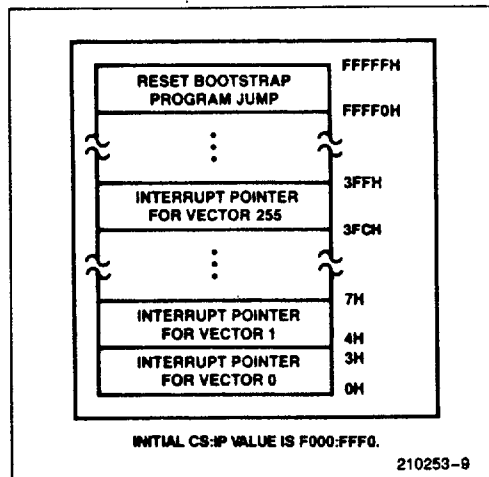 RESET BOOTSTRAP
PROGRAM JUMP
FFFFFH
FFFF0H
INTERRUPT POINTER
FOR VECTOR 255
3FFH
3FCH
INTERRUPT POINTER
FOR VECTOR 1
7H
4H
INTERRUPT POINTER
FOR VECTOR 0
3H
0H
INITIAL CS:IP VALUE IS F000:FFF0.
210253-9